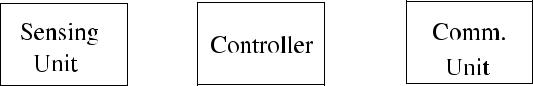 Sensing
Unit
Controller
Comm.
Unit